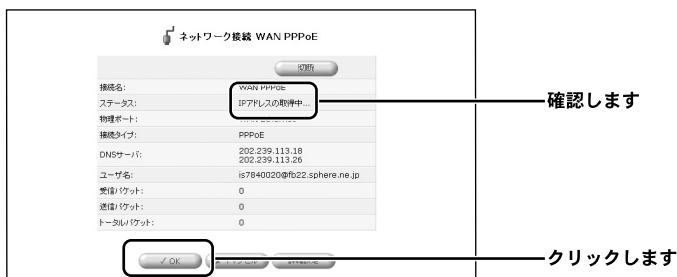 ネットワーク接続 WAN PPPoE
切断
接続名: WAN PPPoE
ステータス: IPアドレスの取得中...
確認します
物理ポート:
接続タイプ: PPPoE
DNSサーバ: 202.239.113.18
202.239.113.26
ユーザ名: is7840020@fb22.sphere.ne.jp
受信パケット: 0
送信パケット: 0
トータルパケット: 0
OK
クリックします